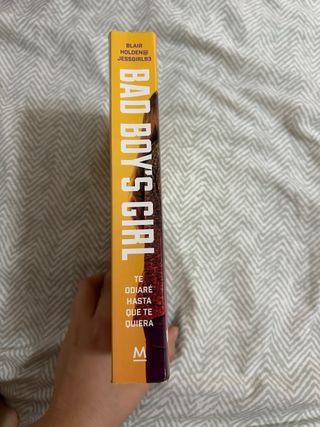 BLAIR
HOLDEN@
JESSGIRL93
BAD BOY'S GIRL
TE
ODIARÉ
HASTA
QUE TE
QUIERA
M